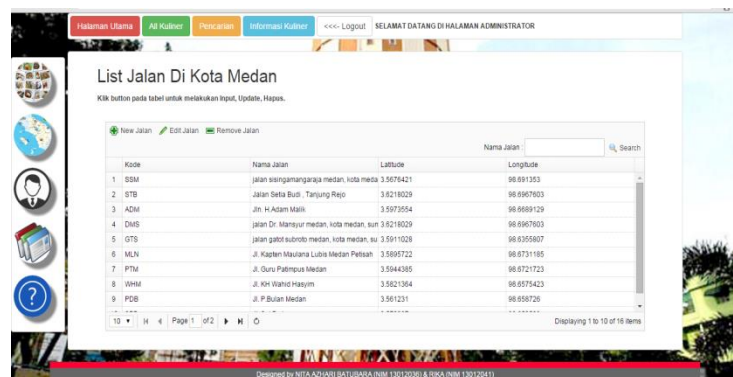 Halaman Utama All Kuliner Pencarian Informasi Kuliner <<<- Logout SELAMAT DATANG DI HALAMAN ADMINISTRATOR
List Jalan Di Kota Medan
Klik button pada tabel untuk melakukan Input, Update, Hapus.
New Jalan Edit Jalan Remove Jalan
Nama Jalan : Search
Kode Nama Jalan Latitude Longitude
1 SSM jalan sisingamangaraja medan, kota meda 3.5676421 98.691353
2 STB Jalan Setia Budi , Tanjung Rejo 3.6218029 98.6967603
3 ADM Jln. H.Adam Malik 3.5973554 98.6689129
4 DMS jalan Dr. Mansyur medan, kota medan, sun 3.6218029 98.6967603
5 GTS jalan gatot subroto medan, kota medan, su 3.5911028 98.6355807
6 MLN Jl. Kapten Maulana Lubis Medan Petisah 3.5895722 98.6731185
7 PTM Jl. Guru Patimpus Medan 3.5944385 98.6721723
8 WHM Jl. KH Wahid Hasyim 3.5821364 98.6575423
9 PDB Jl. P.Bulan Medan 3.561231 98.658726
10 Page 1 of 2 Displaying 1 to 10 of 16 items
Designed by NITA AZHARI BATUBARA (NIM 13012036) & RIKA (NIM 13012041)